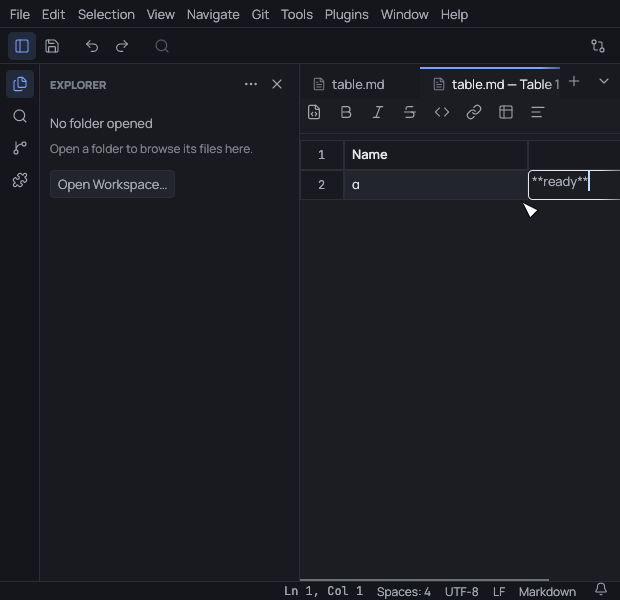 File Edit Selection View Navigate Git Tools Plugins Window Help
EXPLORER
No folder opened
Open a folder to browse its files here.
Open Workspace...
table.md
table.md — Table 1
1 Name
2 a **ready**
Ln 1, Col 1 Spaces: 4 UTF-8 LF Markdown